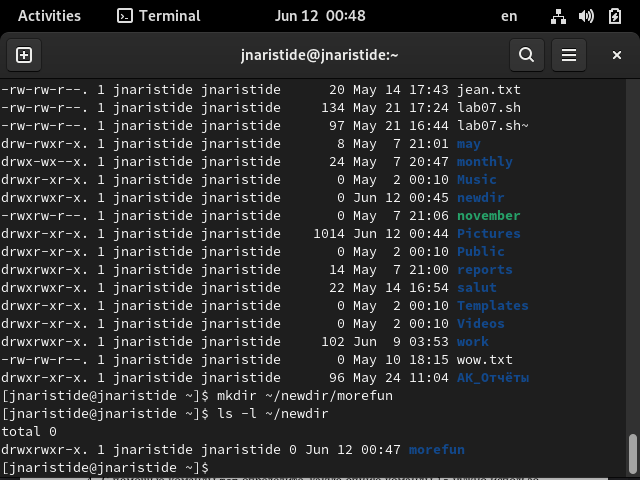 Activities Terminal Jun 12 00:48 en
jnaristide@jnaristide:~
-rw-rw-r--. 1 jnaristide jnaristide 20 May 14 17:43 jean.txt
-rw-rw-r--. 1 jnaristide jnaristide 134 May 21 17:24 lab07.sh
-rw-rw-r--. 1 jnaristide jnaristide 97 May 21 16:44 lab07.sh~
drw-rwxr-x. 1 jnaristide jnaristide 8 May 7 21:01 may
drwx-wx--x. 1 jnaristide jnaristide 24 May 7 20:47 monthly
drwxr-xr-x. 1 jnaristide jnaristide 0 May 2 00:10 Music
drwxrwxr-x. 1 jnaristide jnaristide 0 Jun 12 00:45 newdir
-rwxrw-r--. 1 jnaristide jnaristide 0 May 7 21:06 november
drwxr-xr-x. 1 jnaristide jnaristide 1014 Jun 12 00:44 Pictures
drwxr-xr-x. 1 jnaristide jnaristide 0 May 2 00:10 Public
drwxrwxr-x. 1 jnaristide jnaristide 14 May 7 21:00 reports
drwxrwxr-x. 1 jnaristide jnaristide 22 May 14 16:54 salut
drwxr-xr-x. 1 jnaristide jnaristide 0 May 2 00:10 Templates
drwxr-xr-x. 1 jnaristide jnaristide 0 May 2 00:10 Videos
drwxrwxr-x. 1 jnaristide jnaristide 102 Jun 9 03:53 work
-rw-rw-r--. 1 jnaristide jnaristide 0 May 10 18:15 wow.txt
drwxrwxr-x. 1 jnaristide jnaristide 96 May 24 11:04 АК_Отчёты
[jnaristide@jnaristide ~]$ mkdir ~/newdir/morefun
[jnaristide@jnaristide ~]$ ls -l ~/newdir
total 0
drwxrwxr-x. 1 jnaristide jnaristide 0 Jun 12 00:47 morefun
[jnaristide@jnaristide ~]$